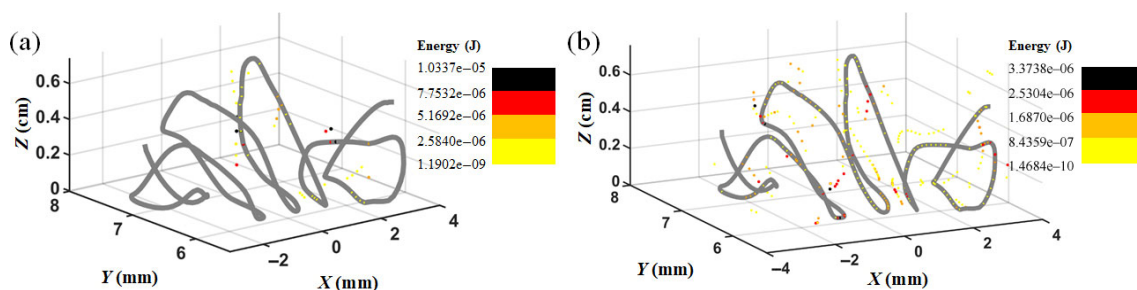 (a)
Energy (J)
1.0337e−05
7.7532e−06
5.1692e−06
2.5840e−06
1.1902e−09
Z (cm)
0.6
0.4
0.2
0
8
7
6
Y (mm)
−2
0
2
4
X (mm)
(b)
Energy (J)
3.3738e−06
2.5304e−06
1.6870e−06
8.4359e−07
1.4684e−10
Z (cm)
0.6
0.4
0.2
0
8
7
6
Y (mm)
−4
−2
0
2
4
X (mm)